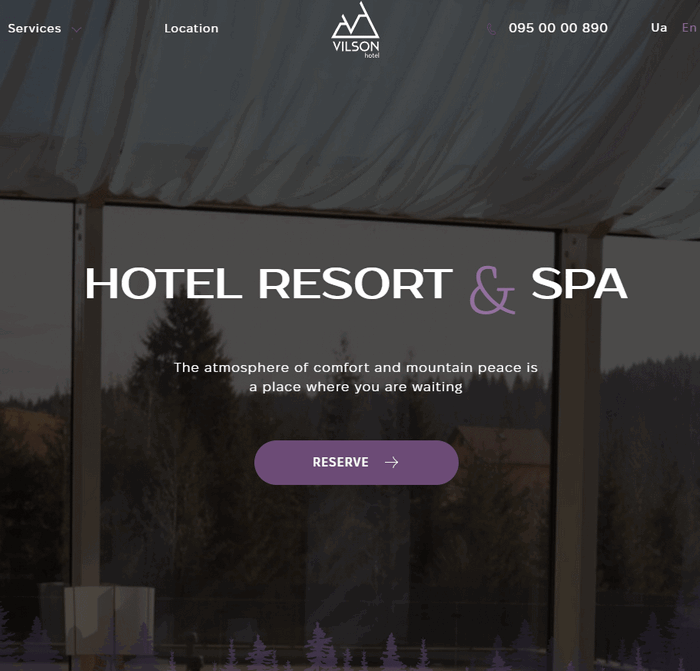 Services
Location
VILSON
hotel
095 00 00 890
Ua
En
HOTEL RESORT & SPA
The atmosphere of comfort and mountain peace is
a place where you are waiting
RESERVE